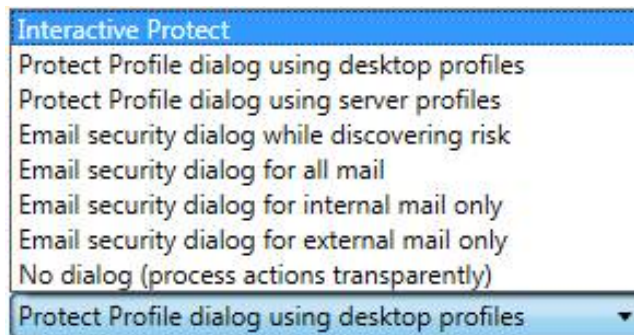 Interactive Protect
Protect Profile dialog using desktop profiles
Protect Profile dialog using server profiles
Email security dialog while discovering risk
Email security dialog for all mail
Email security dialog for internal mail only
Email security dialog for external mail only
No dialog (process actions transparently)
Protect Profile dialog using desktop profiles